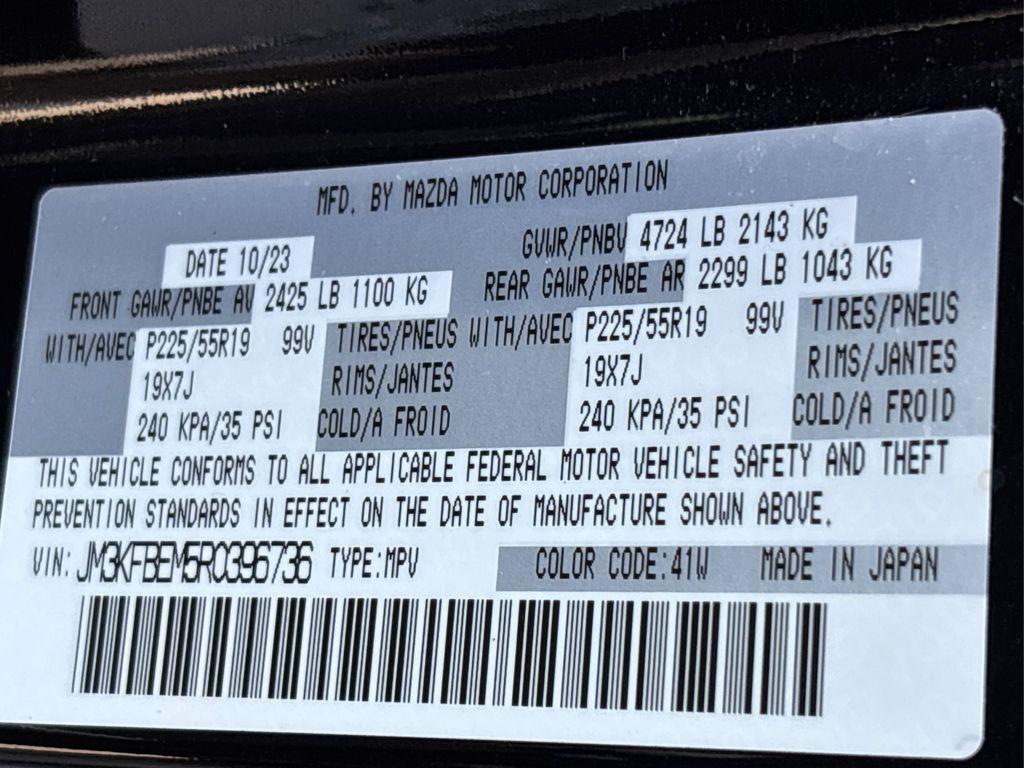 MFD. BY MAZDA MOTOR CORPORATION
DATE 10/23 GVWR/PNBV 4724 LB 2143 KG
FRONT GAWR/PNBE AV 2425 LB 1100 KG REAR GAWR/PNBE AR 2299 LB 1043 KG
WITH/AVEC P225/55R19 99V TIRES/PNEUS WITH/AVEC P225/55R19 99V TIRES/PNEUS
19X7J RIMS/JANTES 19X7J RIMS/JANTES
240 KPA/35 PSI COLD/A FROID 240 KPA/35 PSI COLD/A FROID
THIS VEHICLE CONFORMS TO ALL APPLICABLE FEDERAL MOTOR VEHICLE SAFETY AND THEFT
PREVENTION STANDARDS IN EFFECT ON THE DATE OF MANUFACTURE SHOWN ABOVE.
VIN: JM3KFBEM5R0396736 TYPE:MPV COLOR CODE:41W MADE IN JAPAN